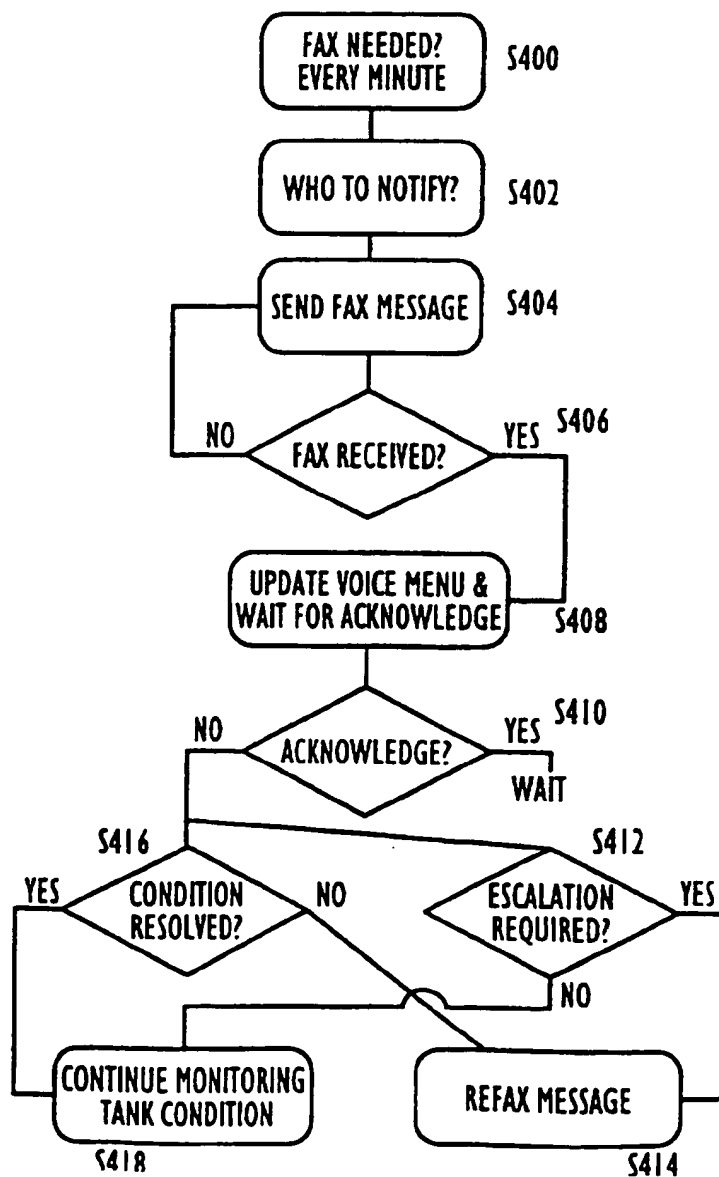 FAX NEEDED?
EVERY MINUTE
S400
WHO TO NOTIFY?
S402
SEND FAX MESSAGE
S404
NO
FAX RECEIVED?
YES
S406
UPDATE VOICE MENU &
WAIT FOR ACKNOWLEDGE
S408
NO
ACKNOWLEDGE?
YES
S410
WAIT
S416
YES
CONDITION
RESOLVED?
NO
S412
ESCALATION
REQUIRED?
YES
NO
CONTINUE MONITORING
TANK CONDITION
S418
REFAX MESSAGE
S414